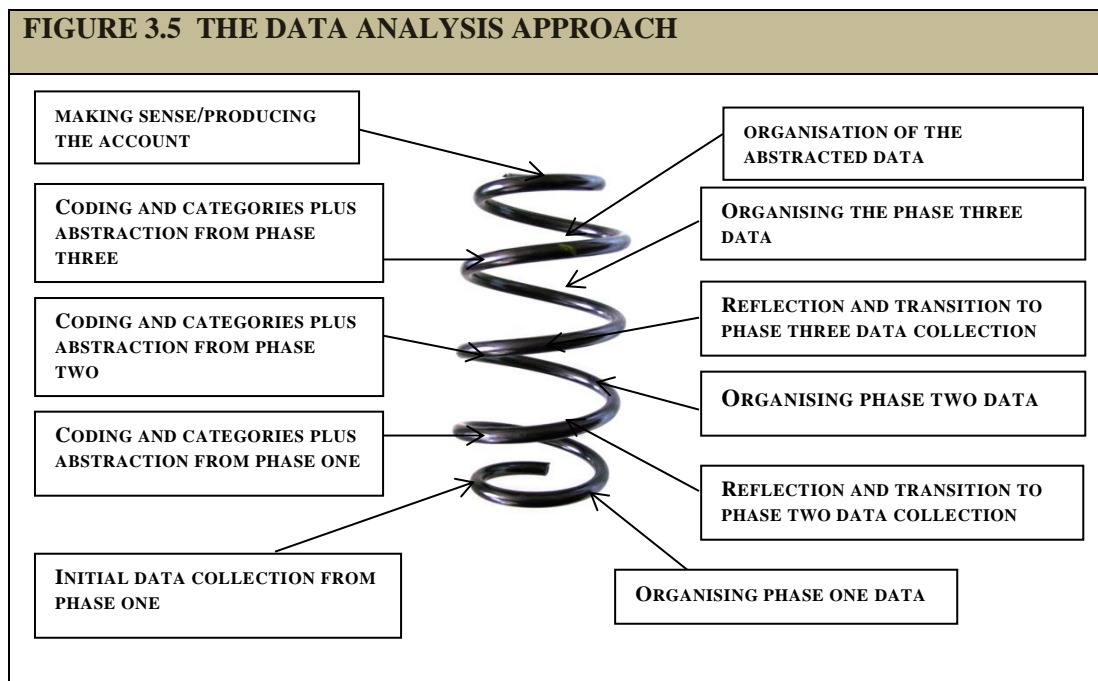 FIGURE 3.5 THE DATA ANALYSIS APPROACH
MAKING SENSE/PRODUCING
THE ACCOUNT
CODING AND CATEGORIES PLUS
ABSTRACTION FROM PHASE
THREE
CODING AND CATEGORIES PLUS
ABSTRACTION FROM PHASE
TWO
CODING AND CATEGORIES PLUS
ABSTRACTION FROM PHASE ONE
INITIAL DATA COLLECTION FROM
PHASE ONE
ORGANISATION OF THE
ABSTRACTED DATA
ORGANISING THE PHASE THREE
DATA
REFLECTION AND TRANSITION TO
PHASE THREE DATA COLLECTION
ORGANISING PHASE TWO DATA
REFLECTION AND TRANSITION TO
PHASE TWO DATA COLLECTION
ORGANISING PHASE ONE DATA